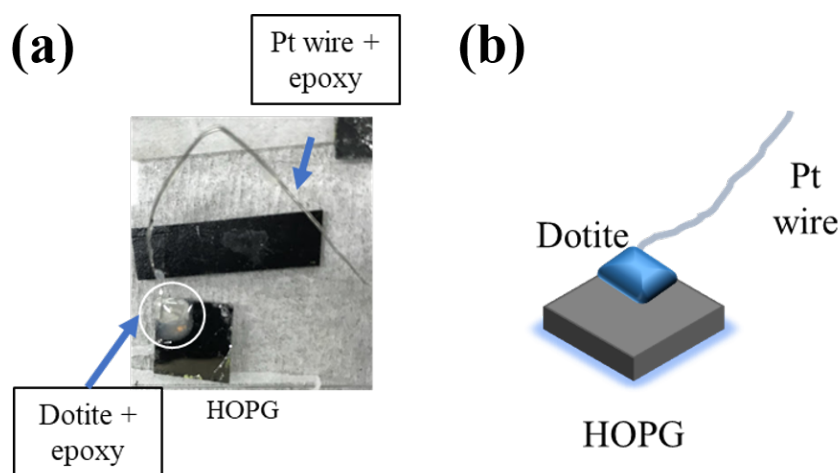 (a)
Pt wire +
epoxy
Dotite +
epoxy
HOPG
(b)
Dotite
Pt
wire
HOPG